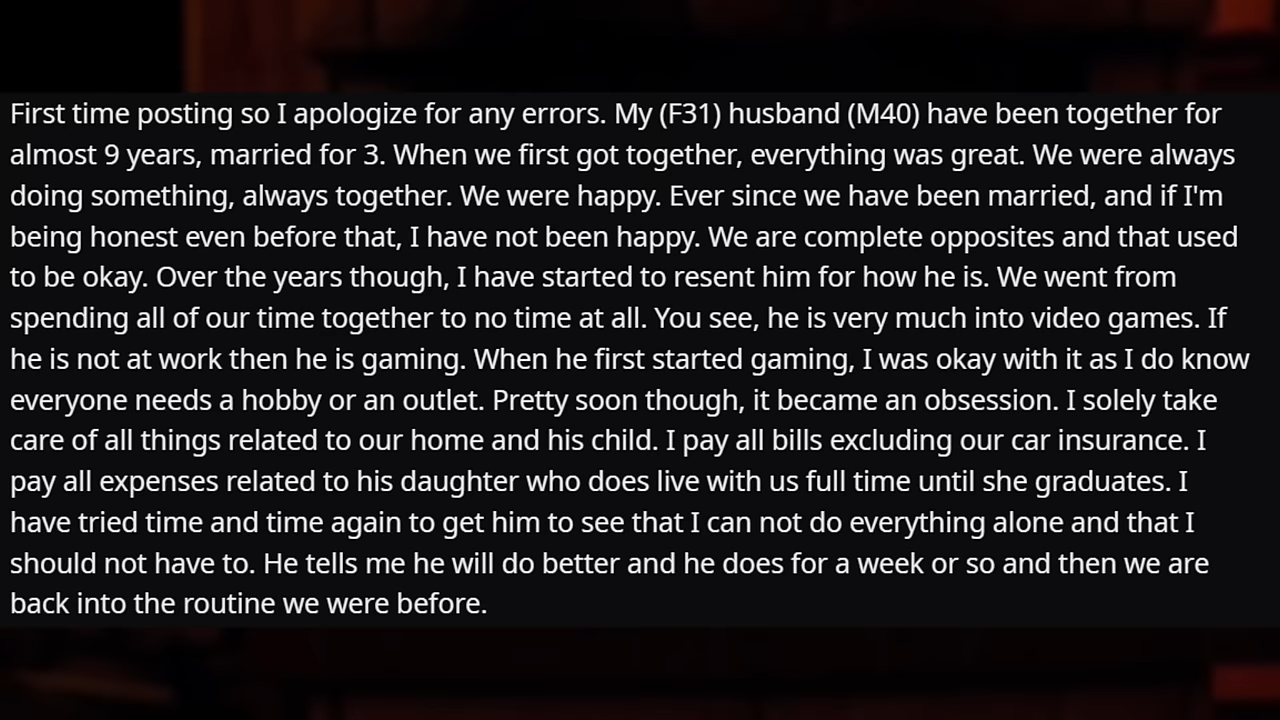 First time posting so I apologize for any errors. My (F31) husband (M40) have been together for
almost 9 years, married for 3. When we first got together, everything was great. We were always
doing something, always together. We were happy. Ever since we have been married, and if I'm
being honest even before that, I have not been happy. We are complete opposites and that used
to be okay. Over the years though, I have started to resent him for how he is. We went from
spending all of our time together to no time at all. You see, he is very much into video games. If
he is not at work then he is gaming. When he first started gaming, I was okay with it as I do know
everyone needs a hobby or an outlet. Pretty soon though, it became an obsession. I solely take
care of all things related to our home and his child. I pay all bills excluding our car insurance. I
pay all expenses related to his daughter who does live with us full time until she graduates. I
have tried time and time again to get him to see that I can not do everything alone and that I
should not have to. He tells me he will do better and he does for a week or so and then we are
back into the routine we were before.